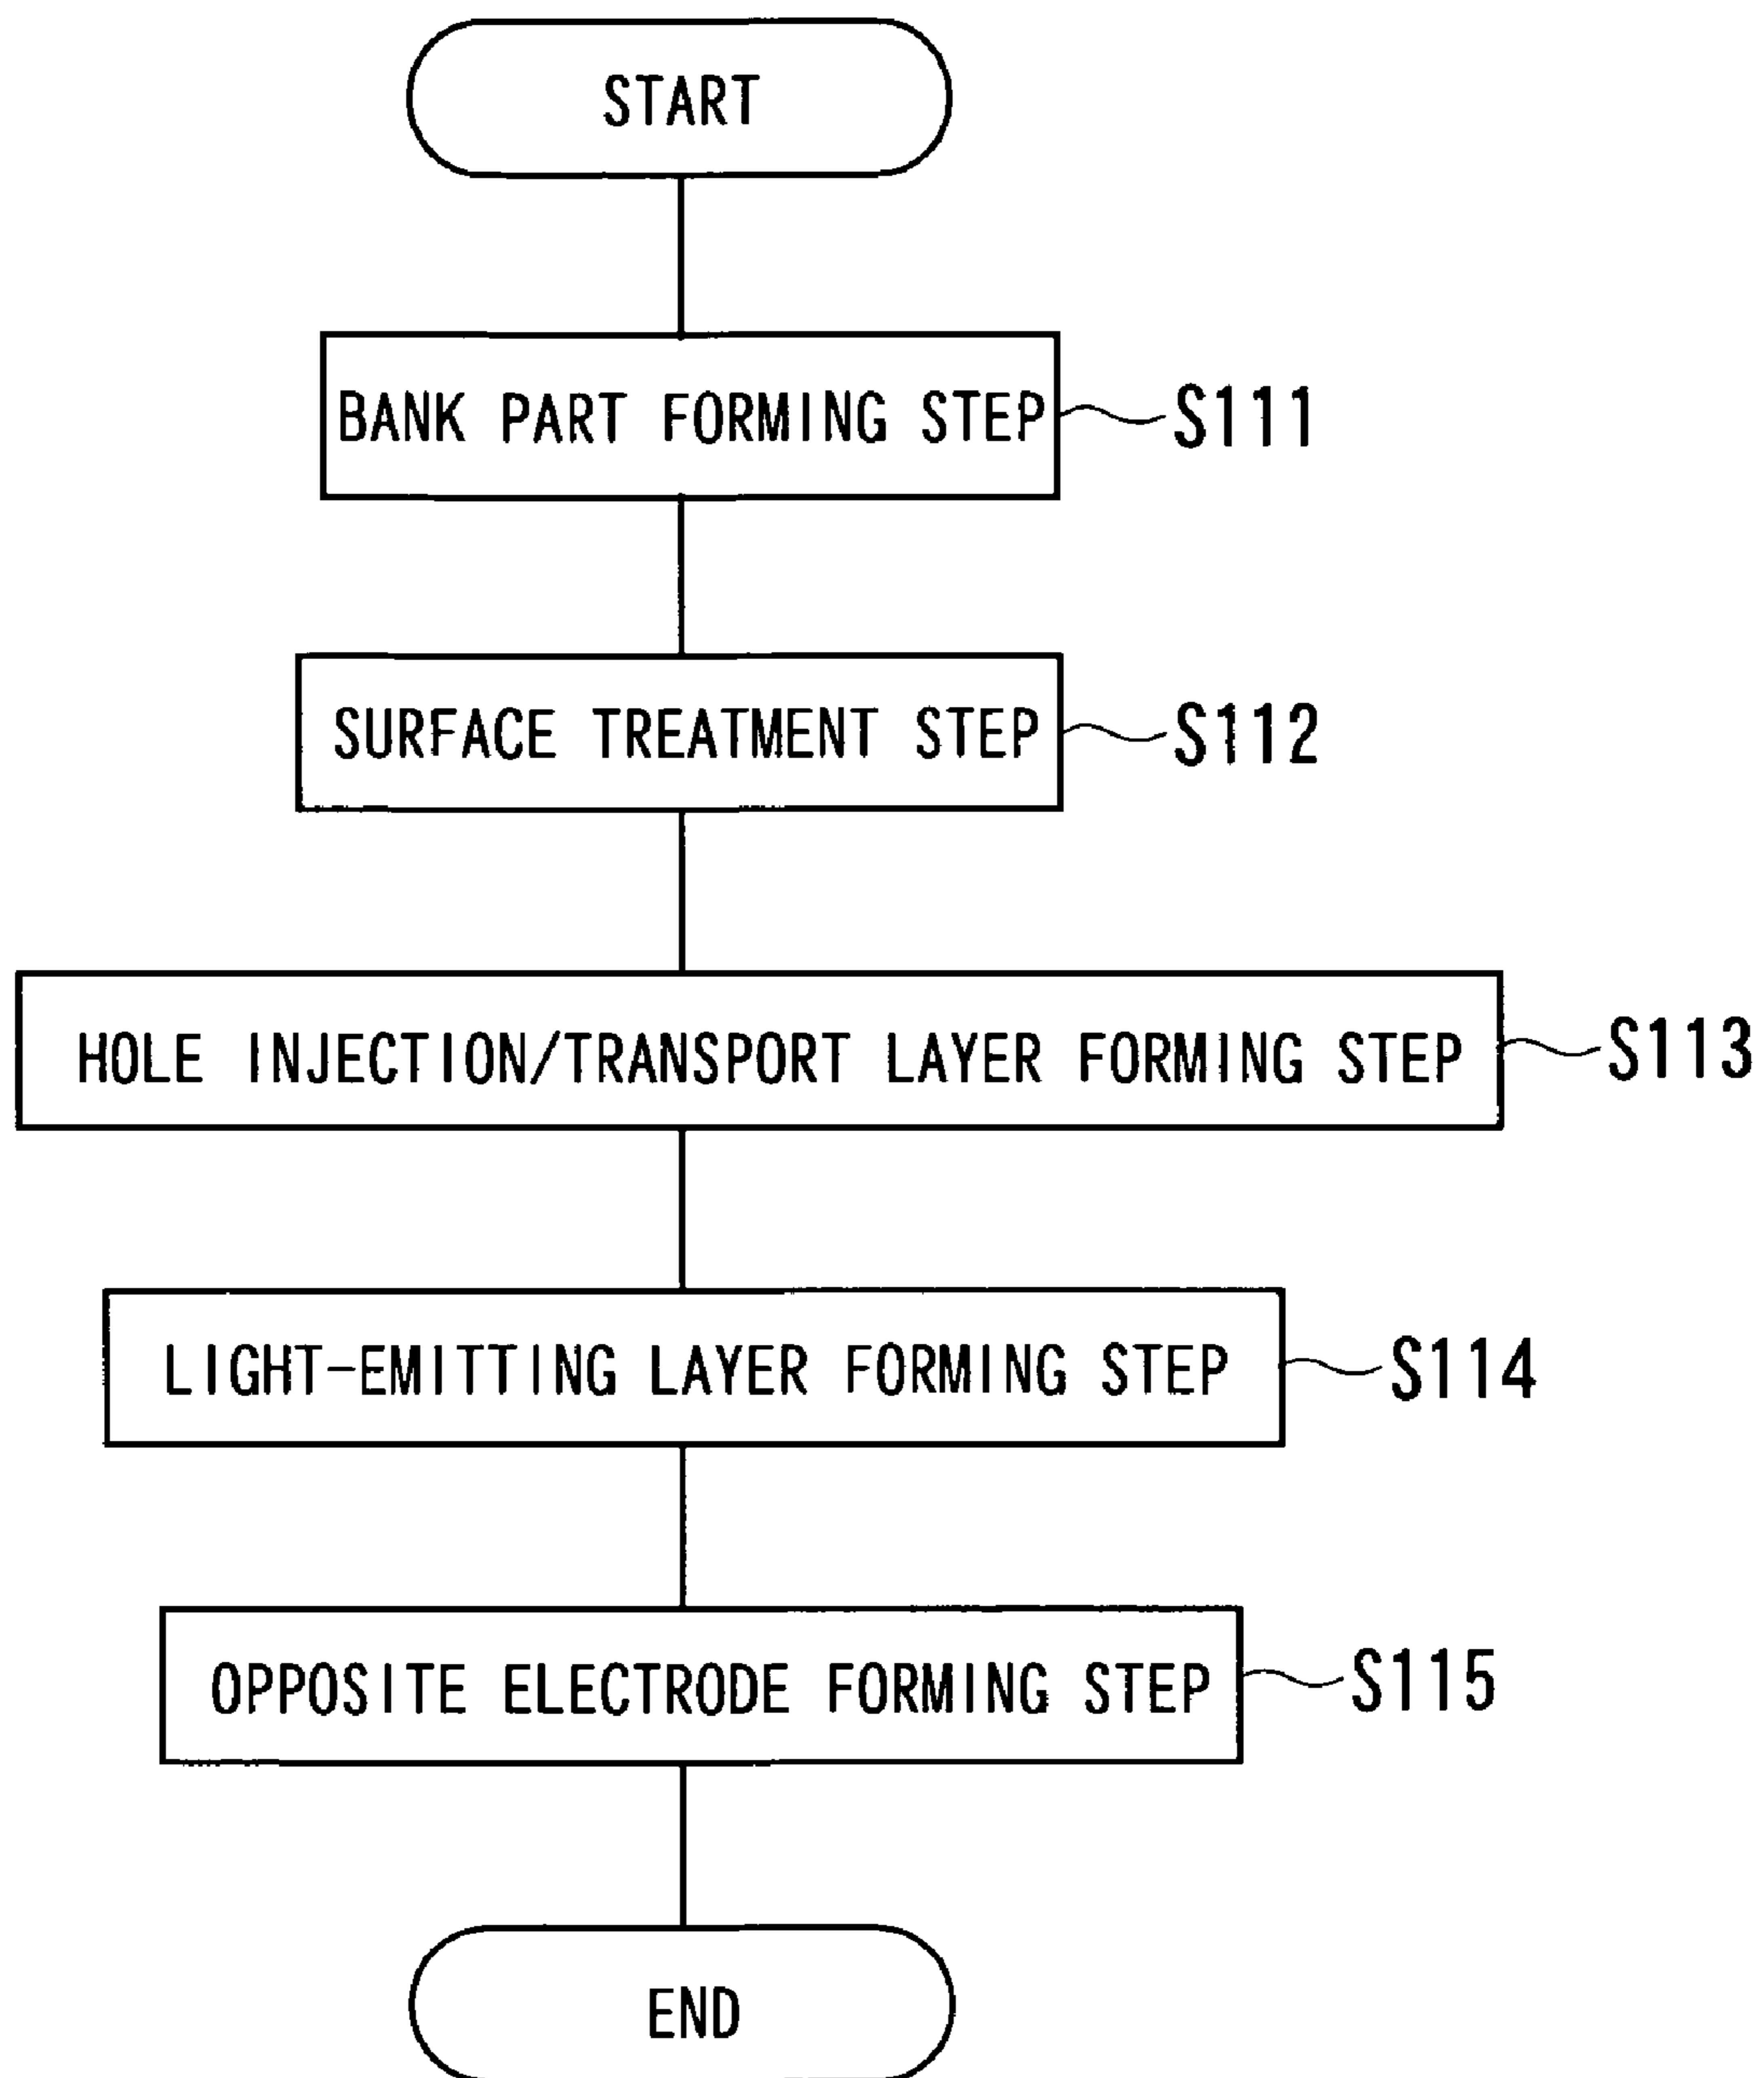 START
BANK PART FORMING STEP S111
SURFACE TREATMENT STEP S112
HOLE INJECTION/TRANSPORT LAYER FORMING STEP S113
LIGHT-EMITTING LAYER FORMING STEP S114
OPPOSITE ELECTRODE FORMING STEP S115
END